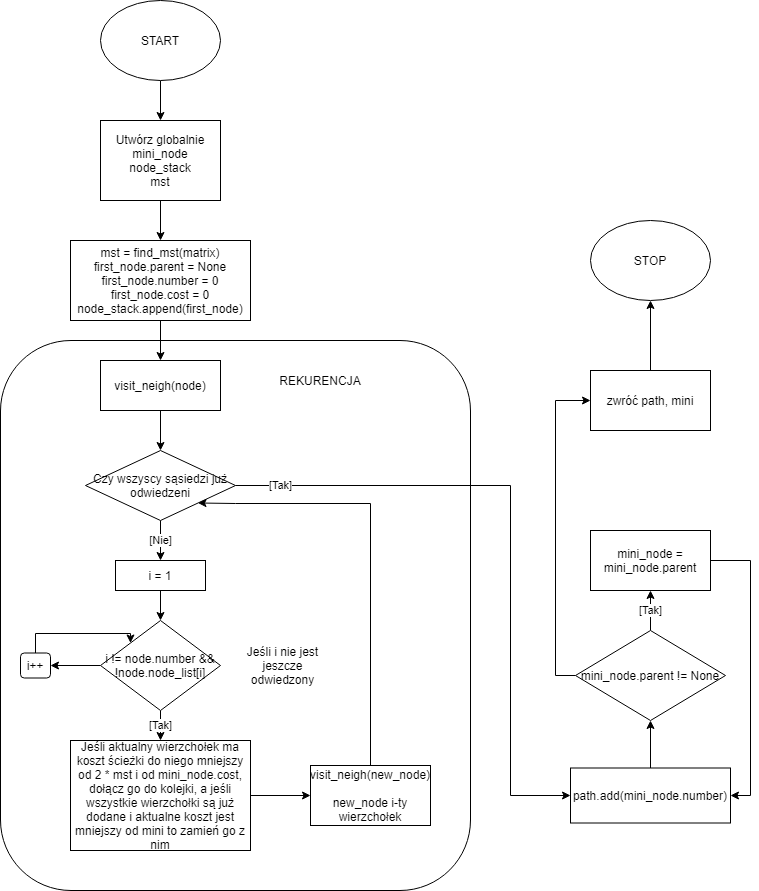 START
Utwórz globalnie
mini_node
node_stack
mst
mst = find_mst(matrix)
first_node.parent = None
first_node.number = 0
first_node.cost = 0
node_stack.append(first_node)
REKURENCJA
visit_neigh(node)
Czy wszyscy sąsiedzi już
odwiedzeni
[Tak]
[Nie]
i = 1
i != node.number &&
!node.node_list[i]
i++
Jeśli i nie jest
jeszcze
odwiedzony
[Tak]
Jeśli aktualny wierzchołek ma
koszt ścieżki do niego mniejszy
od 2 * mst i od mini_node.cost,
dołącz go do kolejki, a jeśli
wszystkie wierzchołki są już
dodane i aktualne koszt jest
mniejszy od mini to zamień go z
nim
visit_neigh(new_node)
new_node i-ty
wierzchołek
STOP
zwróć path, mini
mini_node =
mini_node.parent
[Tak]
mini_node.parent != None
path.add(mini_node.number)